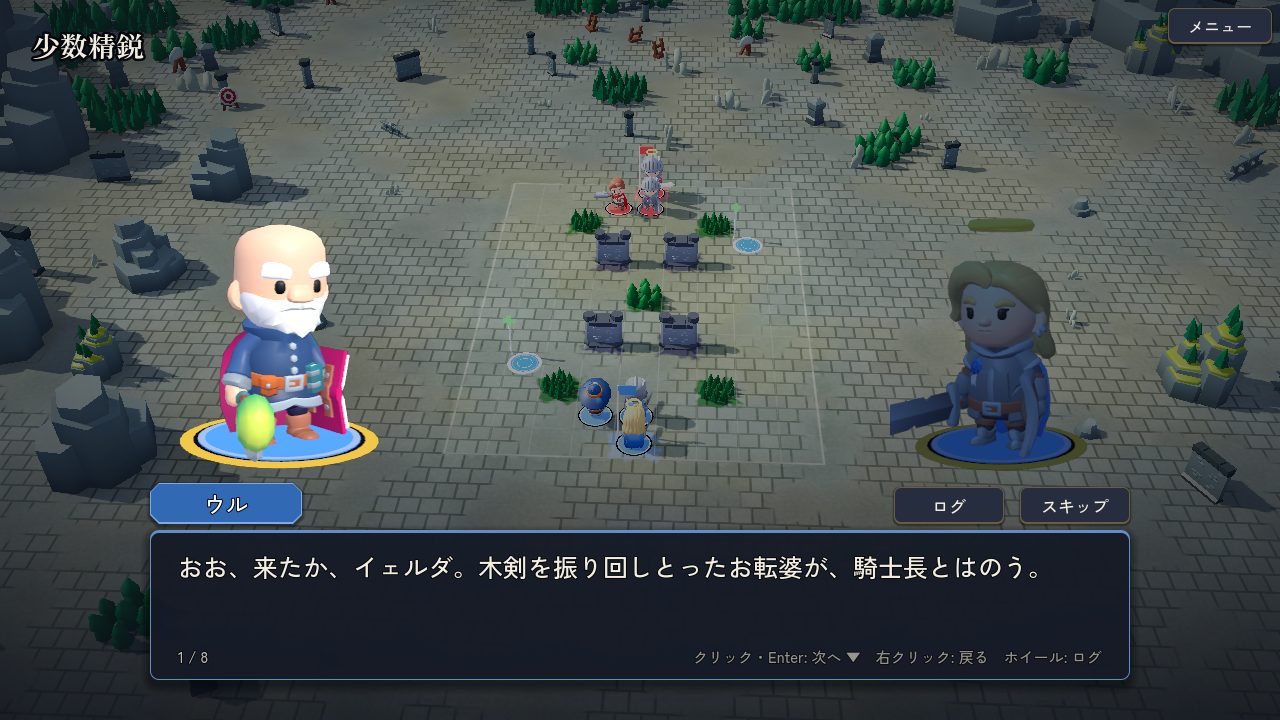 少数精鋭
メニュー
ウル
ログ
スキップ
おお、来たか、イェルダ。木剣を振り回しとったお転婆が、騎士長とはのう。
1 / 8
クリック・Enter: 次へ ▼ 右クリック: 戻る ホイール: ログ